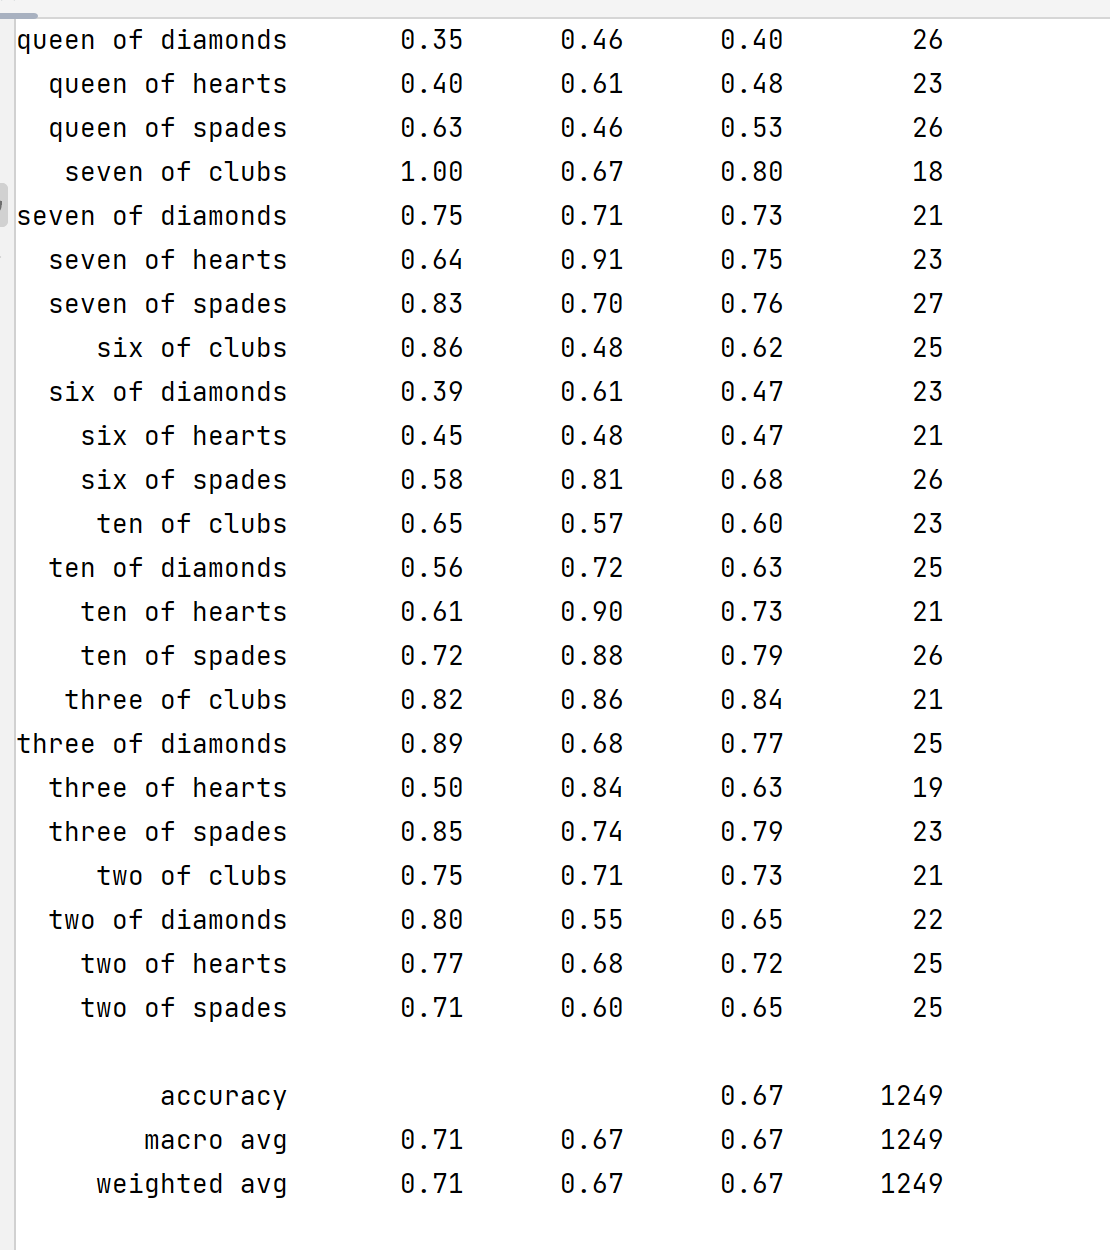 queen of diamonds 0.35 0.46 0.40 26
queen of hearts 0.40 0.61 0.48 23
queen of spades 0.63 0.46 0.53 26
seven of clubs 1.00 0.67 0.80 18
seven of diamonds 0.75 0.71 0.73 21
seven of hearts 0.64 0.91 0.75 23
seven of spades 0.83 0.70 0.76 27
six of clubs 0.86 0.48 0.62 25
six of diamonds 0.39 0.61 0.47 23
six of hearts 0.45 0.48 0.47 21
six of spades 0.58 0.81 0.68 26
ten of clubs 0.65 0.57 0.60 23
ten of diamonds 0.56 0.72 0.63 25
ten of hearts 0.61 0.90 0.73 21
ten of spades 0.72 0.88 0.79 26
three of clubs 0.82 0.86 0.84 21
three of diamonds 0.89 0.68 0.77 25
three of hearts 0.50 0.84 0.63 19
three of spades 0.85 0.74 0.79 23
two of clubs 0.75 0.71 0.73 21
two of diamonds 0.80 0.55 0.65 22
two of hearts 0.77 0.68 0.72 25
two of spades 0.71 0.60 0.65 25
accuracy 0.67 1249
macro avg 0.71 0.67 0.67 1249
weighted avg 0.71 0.67 0.67 1249